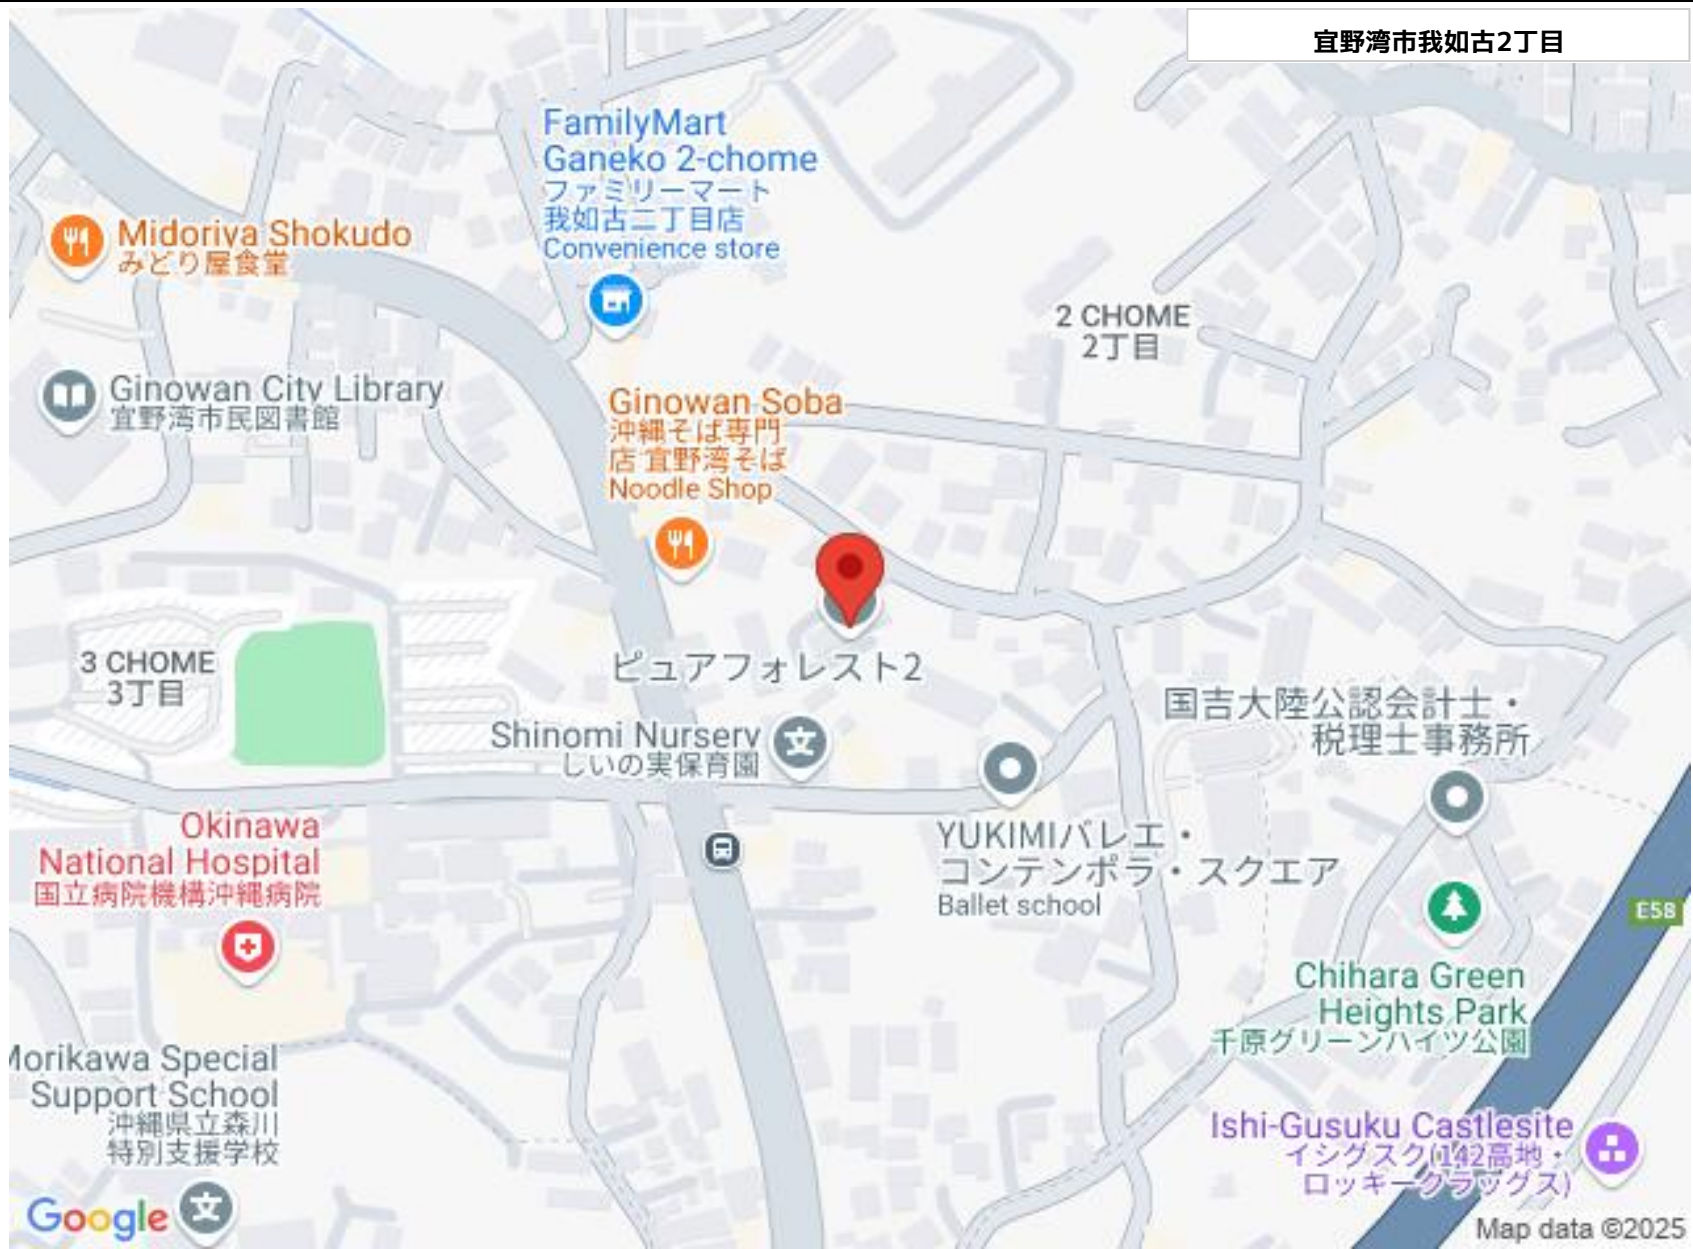 宜野湾市我如古2丁目
FamilyMart
Ganeko 2-chome
ファミリーマート
我如古二丁目店
Convenience store
Midoriya Shokudo
みどり屋食堂
2 CHOME
2丁目
Ginowan City Library
宜野湾市民図書館
Ginowan Soba
沖縄そば専門
店 宜野湾そば
Noodle Shop
3 CHOME
3丁目
ピュアフォレスト2
国吉大陸公認会計士・
税理士事務所
Shinomi Nursery
しいの実保育園
文
Okinawa
National Hospital
国立病院機構沖縄病院
YUKIMIバレエ・
コンテンポラ・スクエア
Ballet school
E58
Chihara Green
Heights Park
千原グリーンハイツ公園
Morikawa Special
Support School
沖縄県立森川
特別支援学校
文
Ishi-Gusuku Castlesite
イシグスク(142高地・
ロッキークラッグス)
Google
Map data ©2025